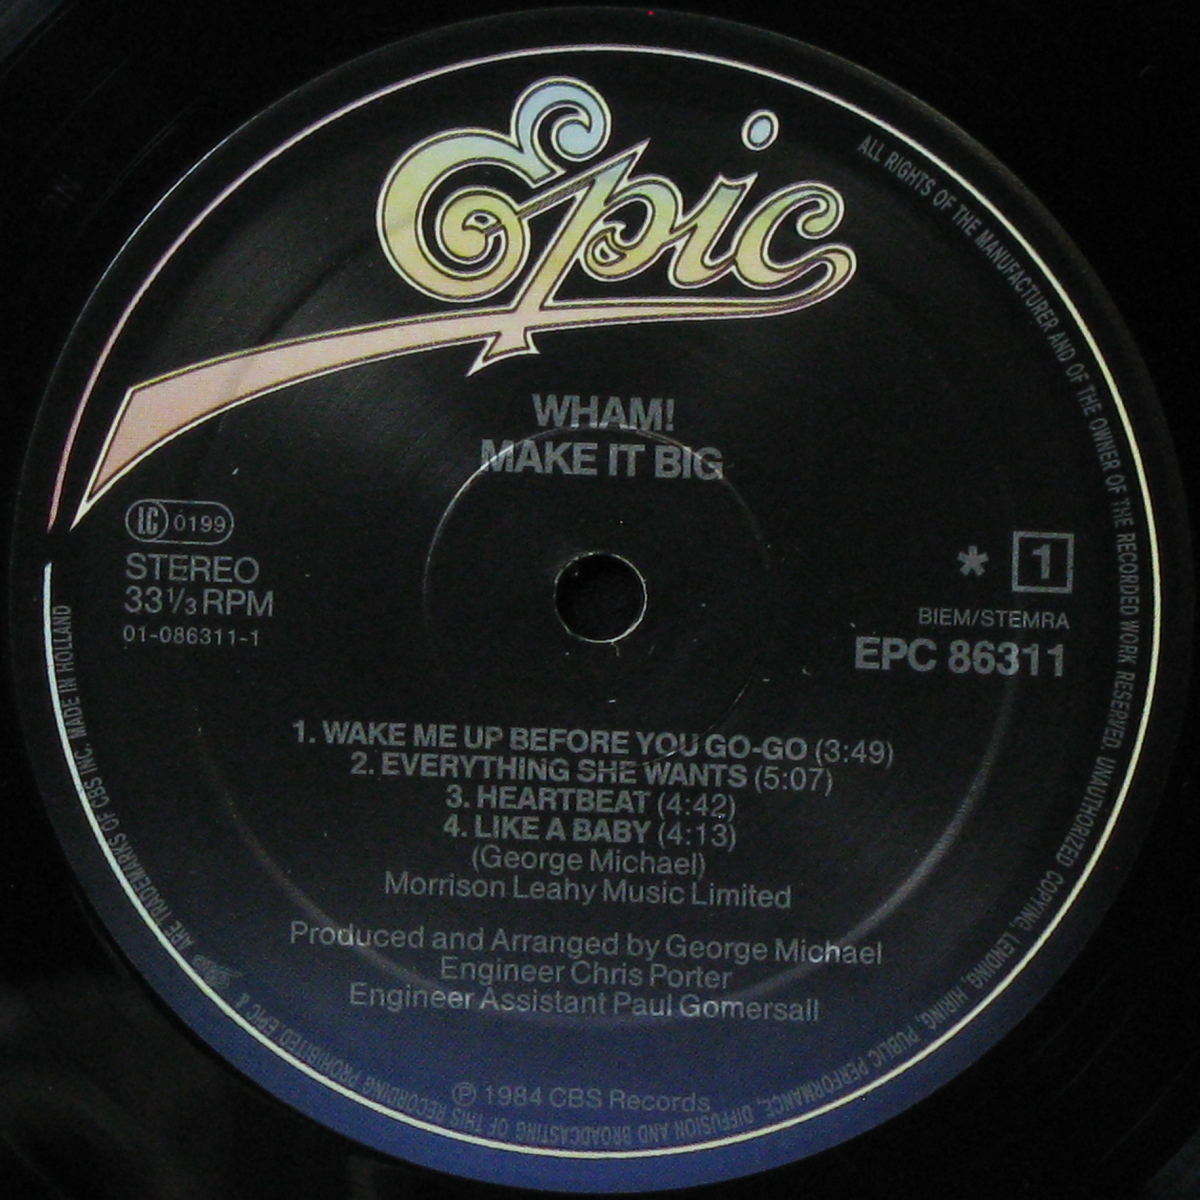 Epic
WHAM!
MAKE IT BIG
LC 0199
STEREO
33 1/3 RPM
01-086311-1
* 1
BIEM/STEMRA
EPC 86311
1. WAKE ME UP BEFORE YOU GO-GO (3:49)
2. EVERYTHING SHE WANTS (5:07)
3. HEARTBEAT (4:42)
4. LIKE A BABY (4:13)
(George Michael)
Morrison Leahy Music Limited
Produced and Arranged by George Michael
Engineer Chris Porter
Engineer Assistant Paul Gomersall
℗ 1984 CBS Records
ALL RIGHTS OF THE MANUFACTURER AND OF THE OWNER OF THE RECORDED WORK RESERVED. UNAUTHORIZED COPYING, LENDING, HIRING, PUBLIC PERFORMANCE, DIFFUSION AND BROADCASTING OF THIS RECORDING PROHIBITED. EPIC & ARE TRADEMARKS OF CBS INC. MADE IN HOLLAND